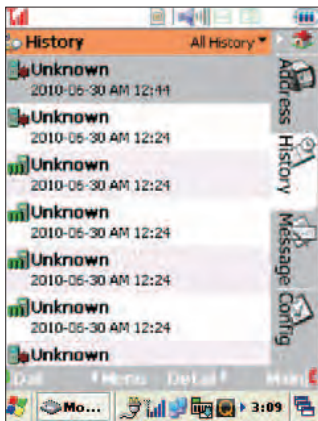 History All History
Unknown
2010-06-30 AM 12:44
Unknown
2010-06-30 AM 12:24
Unknown
2010-06-30 AM 12:24
Unknown
2010-06-30 AM 12:24
Unknown
2010-06-30 AM 12:24
Unknown
2010-06-30 AM 12:24
Unknown
Address
History
Message
Config
Dial Menu Detail Main
Mo... 3:09